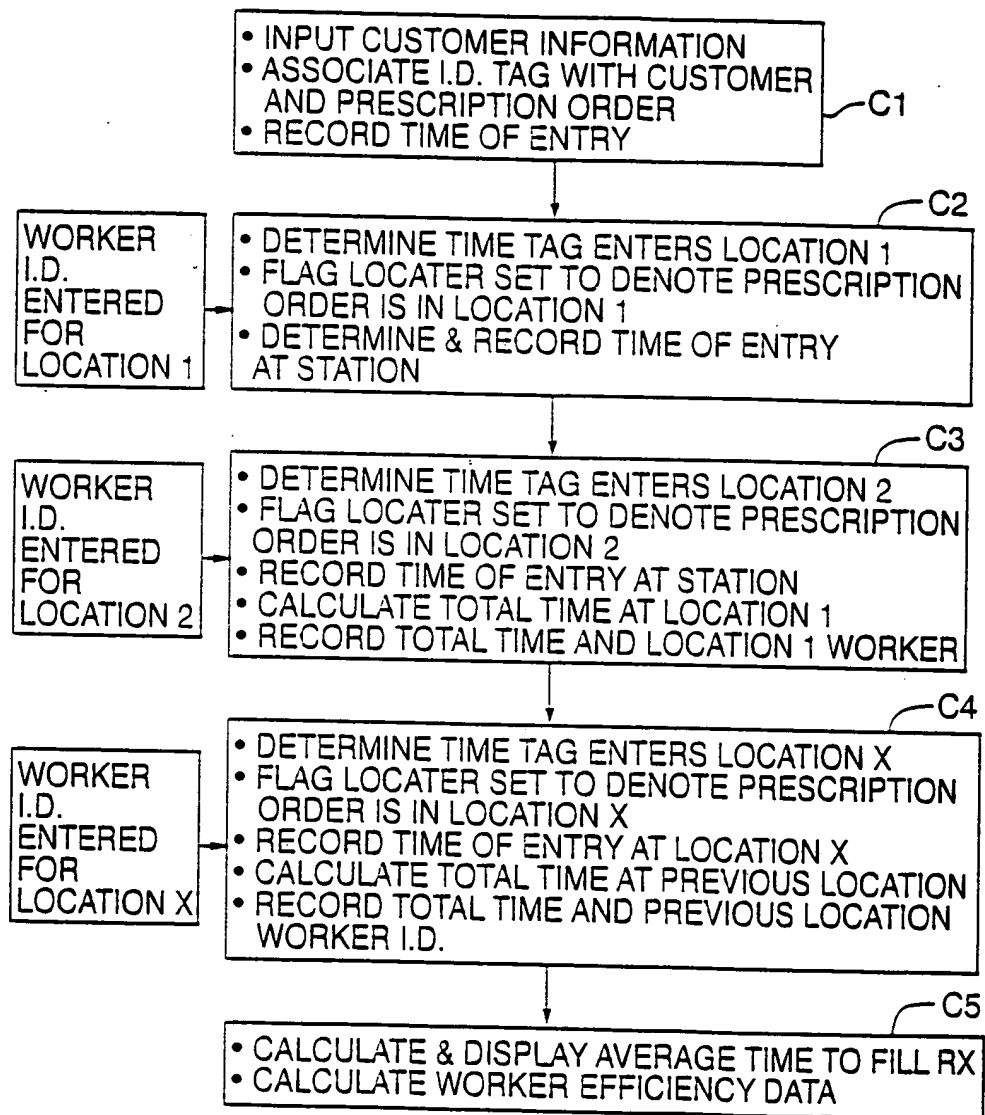 • INPUT CUSTOMER INFORMATION
• ASSOCIATE I.D. TAG WITH CUSTOMER
AND PRESCRIPTION ORDER
• RECORD TIME OF ENTRY
C1
C2
WORKER
I.D.
ENTERED
FOR
LOCATION 1
• DETERMINE TIME TAG ENTERS LOCATION 1
• FLAG LOCATER SET TO DENOTE PRESCRIPTION
ORDER IS IN LOCATION 1
• DETERMINE & RECORD TIME OF ENTRY
AT STATION
C3
WORKER
I.D.
ENTERED
FOR
LOCATION 2
• DETERMINE TIME TAG ENTERS LOCATION 2
• FLAG LOCATER SET TO DENOTE PRESCRIPTION
ORDER IS IN LOCATION 2
• RECORD TIME OF ENTRY AT STATION
• CALCULATE TOTAL TIME AT LOCATION 1
• RECORD TOTAL TIME AND LOCATION 1 WORKER
C4
WORKER
I.D.
ENTERED
FOR
LOCATION X
• DETERMINE TIME TAG ENTERS LOCATION X
• FLAG LOCATER SET TO DENOTE PRESCRIPTION
ORDER IS IN LOCATION X
• RECORD TIME OF ENTRY AT LOCATION X
• CALCULATE TOTAL TIME AT PREVIOUS LOCATION
• RECORD TOTAL TIME AND PREVIOUS LOCATION
WORKER I.D.
C5
• CALCULATE & DISPLAY AVERAGE TIME TO FILL RX
• CALCULATE WORKER EFFICIENCY DATA